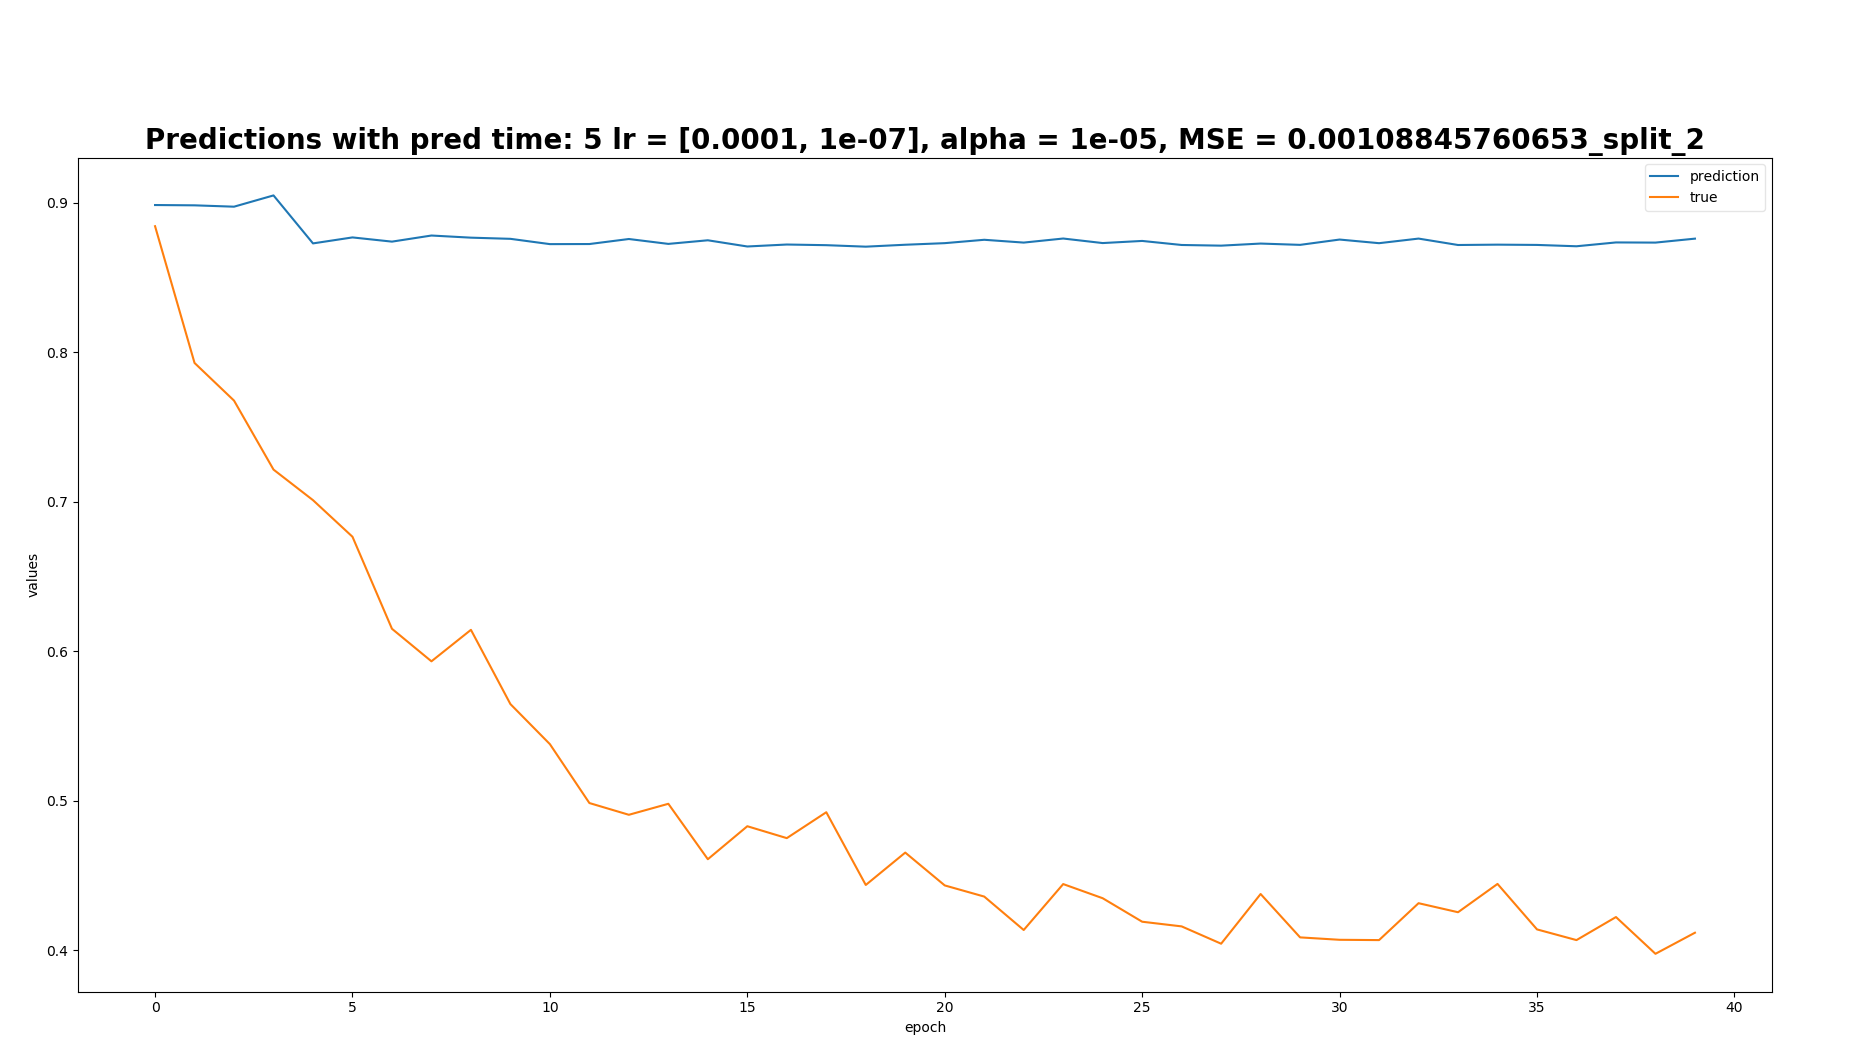 Predictions with pred time: 5 lr = [0.0001, 1e-07], alpha = 1e-05, MSE = 0.00108845760653_split_2
prediction
true
0.9
0.8
0.7
0.6
0.5
0.4
values
0 5 10 15 20 25 30 35 40
epoch